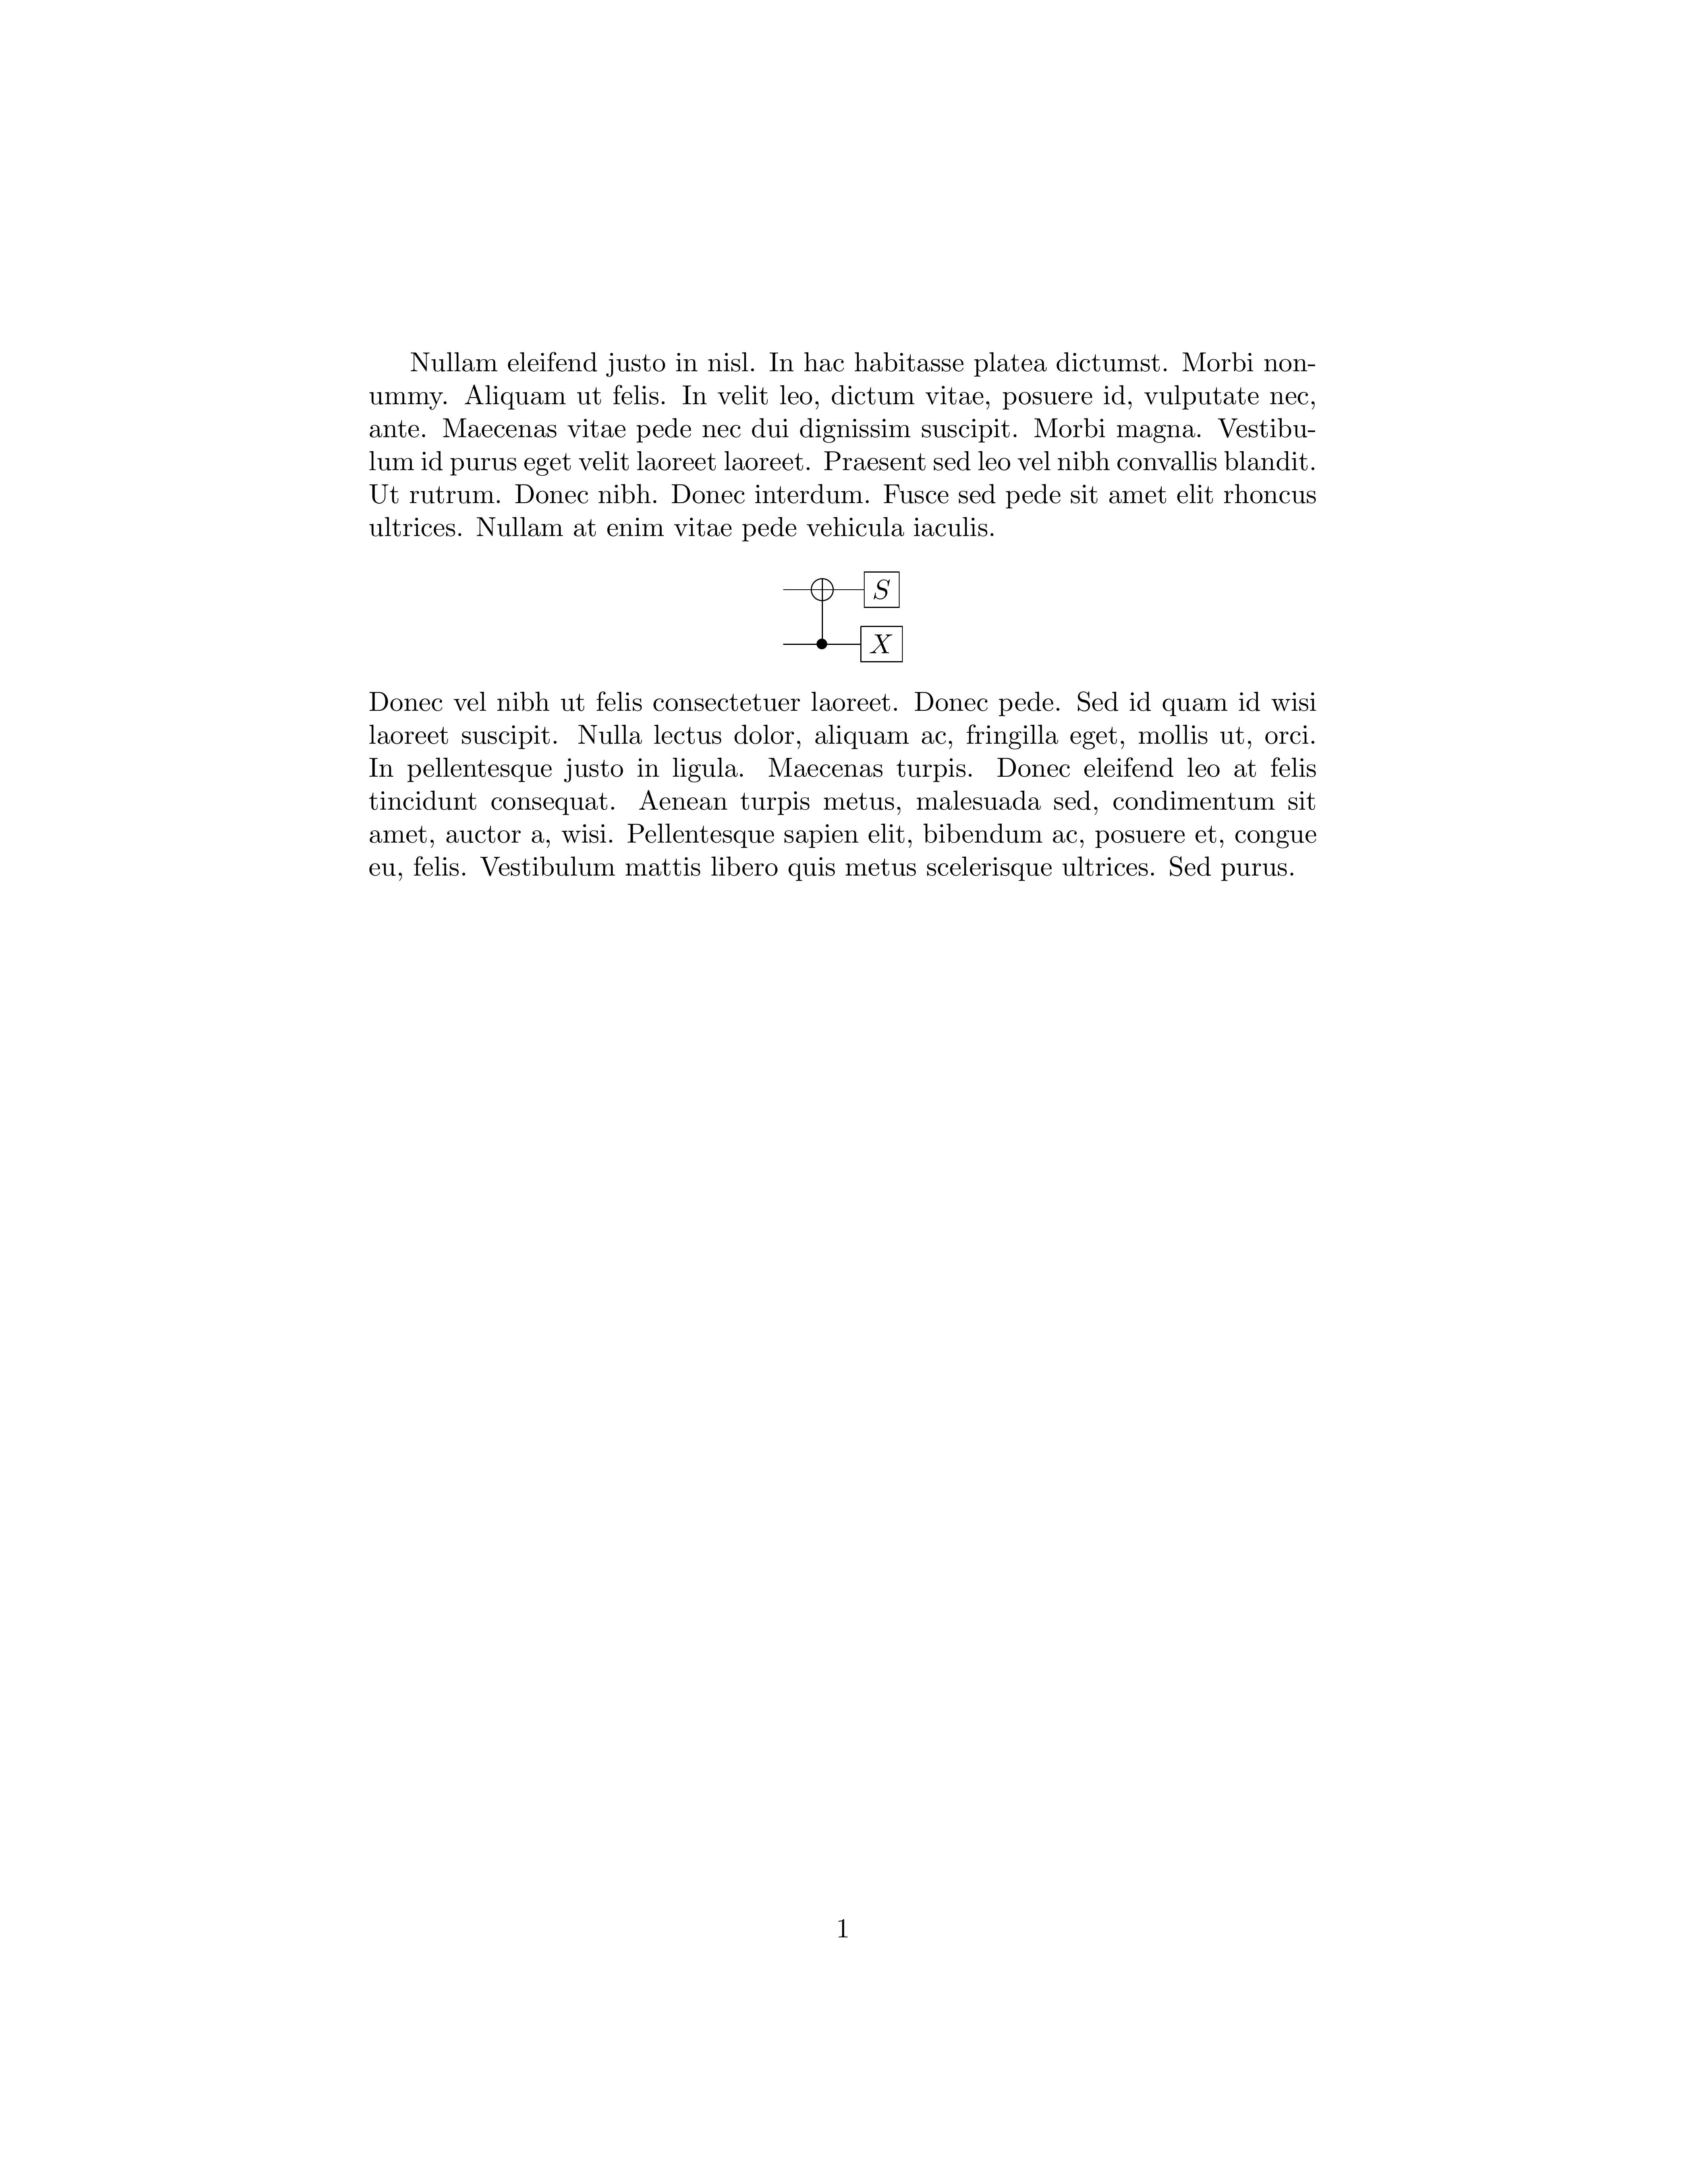 Nullam eleifend justo in nisl. In hac habitasse platea dictumst. Morbi non-
ummy. Aliquam ut felis. In velit leo, dictum vitae, posuere id, vulputate nec,
ante. Maecenas vitae pede nec dui dignissim suscipit. Morbi magna. Vestibu-
lum id purus eget velit laoreet laoreet. Praesent sed leo vel nibh convallis blandit.
Ut rutrum. Donec nibh. Donec interdum. Fusce sed pede sit amet elit rhoncus
ultrices. Nullam at enim vitae pede vehicula iaculis.
S
X
Donec vel nibh ut felis consectetuer laoreet. Donec pede. Sed id quam id wisi
laoreet suscipit. Nulla lectus dolor, aliquam ac, fringilla eget, mollis ut, orci.
In pellentesque justo in ligula. Maecenas turpis. Donec eleifend leo at felis
tincidunt consequat. Aenean turpis metus, malesuada sed, condimentum sit
amet, auctor a, wisi. Pellentesque sapien elit, bibendum ac, posuere et, congue
eu, felis. Vestibulum mattis libero quis metus scelerisque ultrices. Sed purus.
1